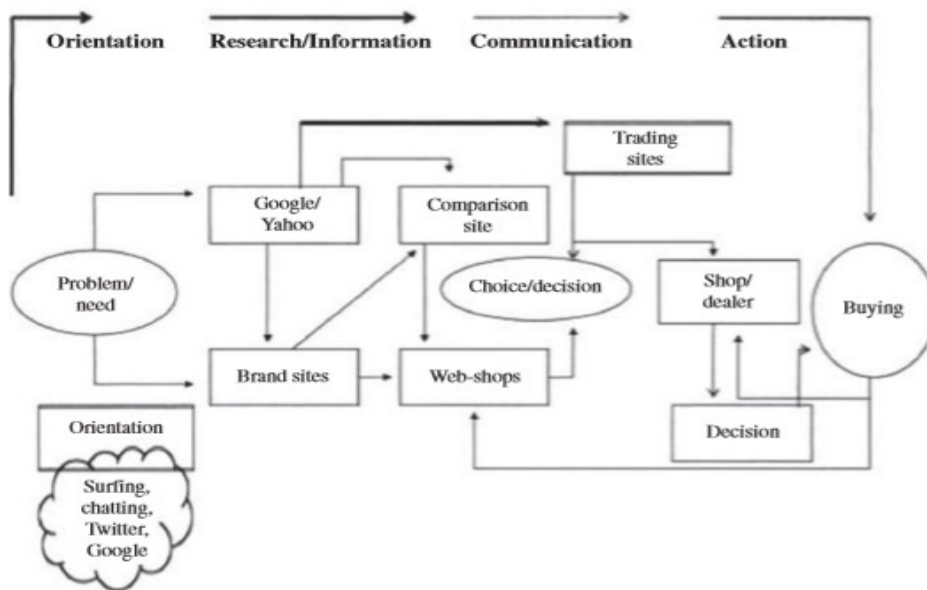 Orientation
Research/Information
Communication
Action
Trading
sites
Google/
Yahoo
Comparison
site
Problem/
need
Choice/decision
Shop/
dealer
Buying
Brand sites
Web-shops
Orientation
Decision
Surfing,
chatting,
Twitter,
Google